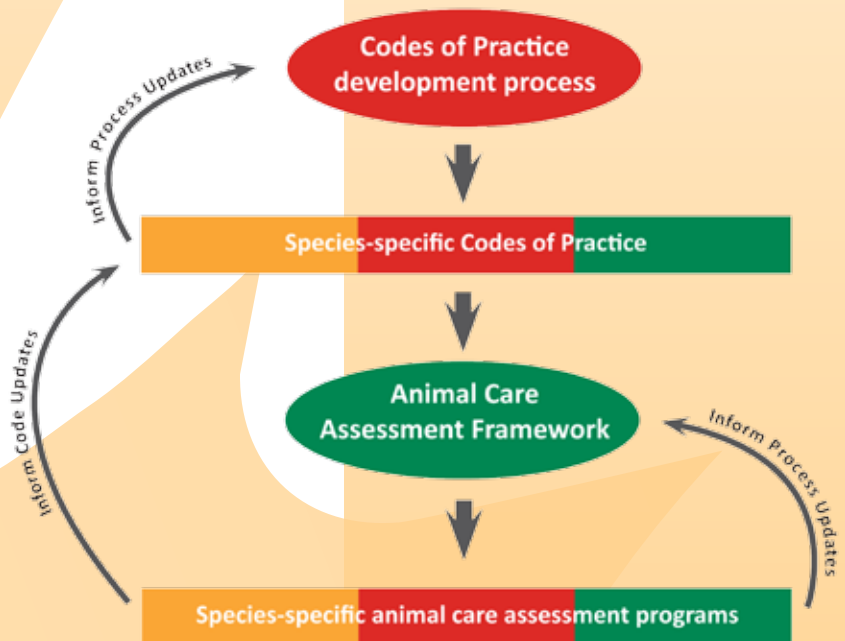 Codes of Practice
development process
Inform Process Updates
Species-specific Codes of Practice
Inform Code Updates
Animal Care
Assessment Framework
Inform Process Updates
Species-specific animal care assessment programs